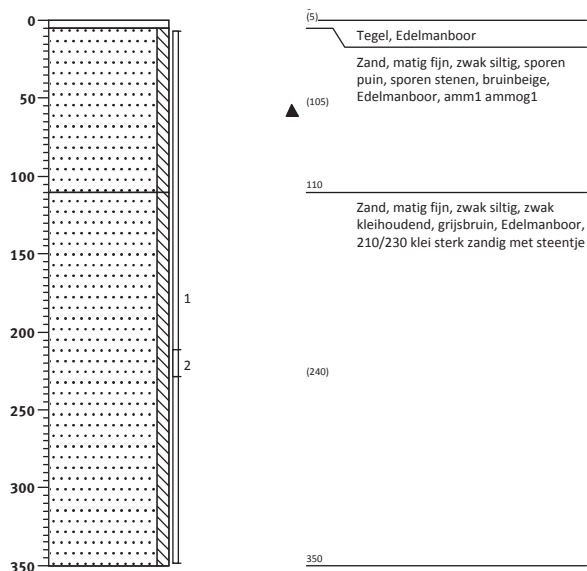 0
50
100
150
200
250
300
350
1
2
(5)
Tegel, Edelmanboor
Zand, matig fijn, zwak siltig, sporen
puin, sporen stenen, bruinbeige,
Edelmanboor, amm1 ammog1
(105)
110
Zand, matig fijn, zwak siltig, zwak
kleihoudend, grijsbruin, Edelmanboor,
210/230 klei sterk zandig met steentje
(240)
350